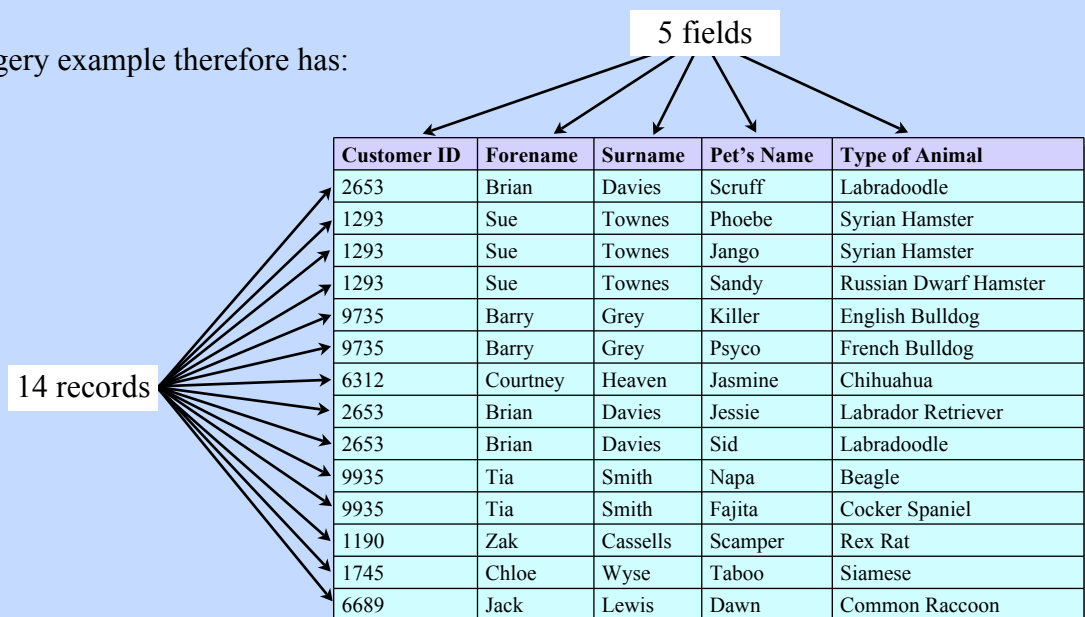 5 fields
gery example therefore has:
Customer ID Forename Surname Pet's Name Type of Animal
2653 Brian Davies Scruff Labradoodle
1293 Sue Townes Phoebe Syrian Hamster
1293 Sue Townes Jango Syrian Hamster
1293 Sue Townes Sandy Russian Dwarf Hamster
9735 Barry Grey Killer English Bulldog
9735 Barry Grey Psyco French Bulldog
14 records
6312 Courtney Heaven Jasmine Chihuahua
2653 Brian Davies Jessie Labrador Retriever
2653 Brian Davies Sid Labradoodle
9935 Tia Smith Napa Beagle
9935 Tia Smith Fajita Cocker Spaniel
1190 Zak Cassells Scamper Rex Rat
1745 Chloe Wyse Taboo Siamese
6689 Jack Lewis Dawn Common Raccoon